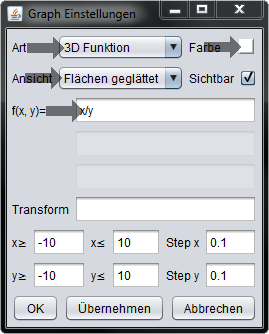 Graph Einstellungen
Art 3D Funktion Farbe
Ansicht Flächen geglättet Sichtbar
f(x, y)= x/y
Transform
x≥ -10 x≤ 10 Step x 0.1
y≥ -10 y≤ 10 Step y 0.1
OK Übernehmen Abbrechen